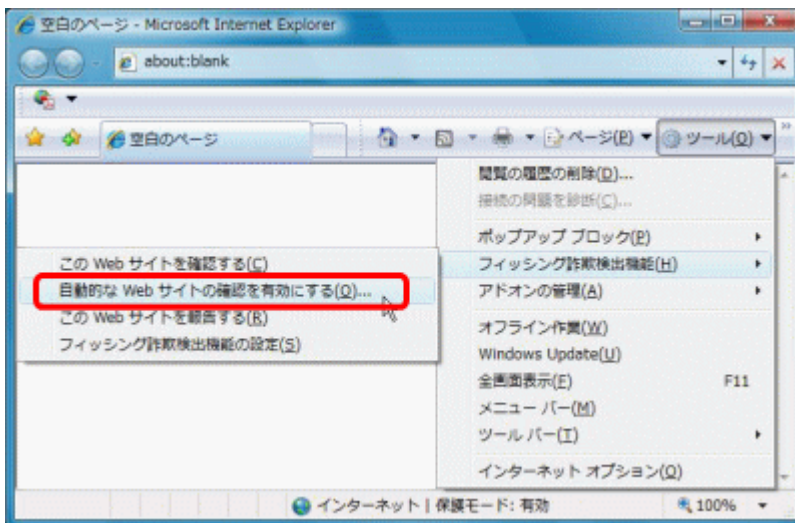 空白のページ - Microsoft Internet Explorer
about:blank
空白のページ
ページ(P)
ツール(O)
閲覧の履歴の削除(D)...
接続の問題を診断(C)...
ポップアップ ブロック(P)
フィッシング詐欺検出機能(H)
アドオンの管理(A)
オフライン作業(W)
Windows Update(U)
全画面表示(F) F11
メニュー バー(M)
ツール バー(T)
インターネット オプション(O)
この Web サイトを確認する(C)
自動的な Web サイトの確認を有効にする(O)...
この Web サイトを報告する(R)
フィッシング詐欺検出機能の設定(S)
インターネット | 保護モード: 有効
100%